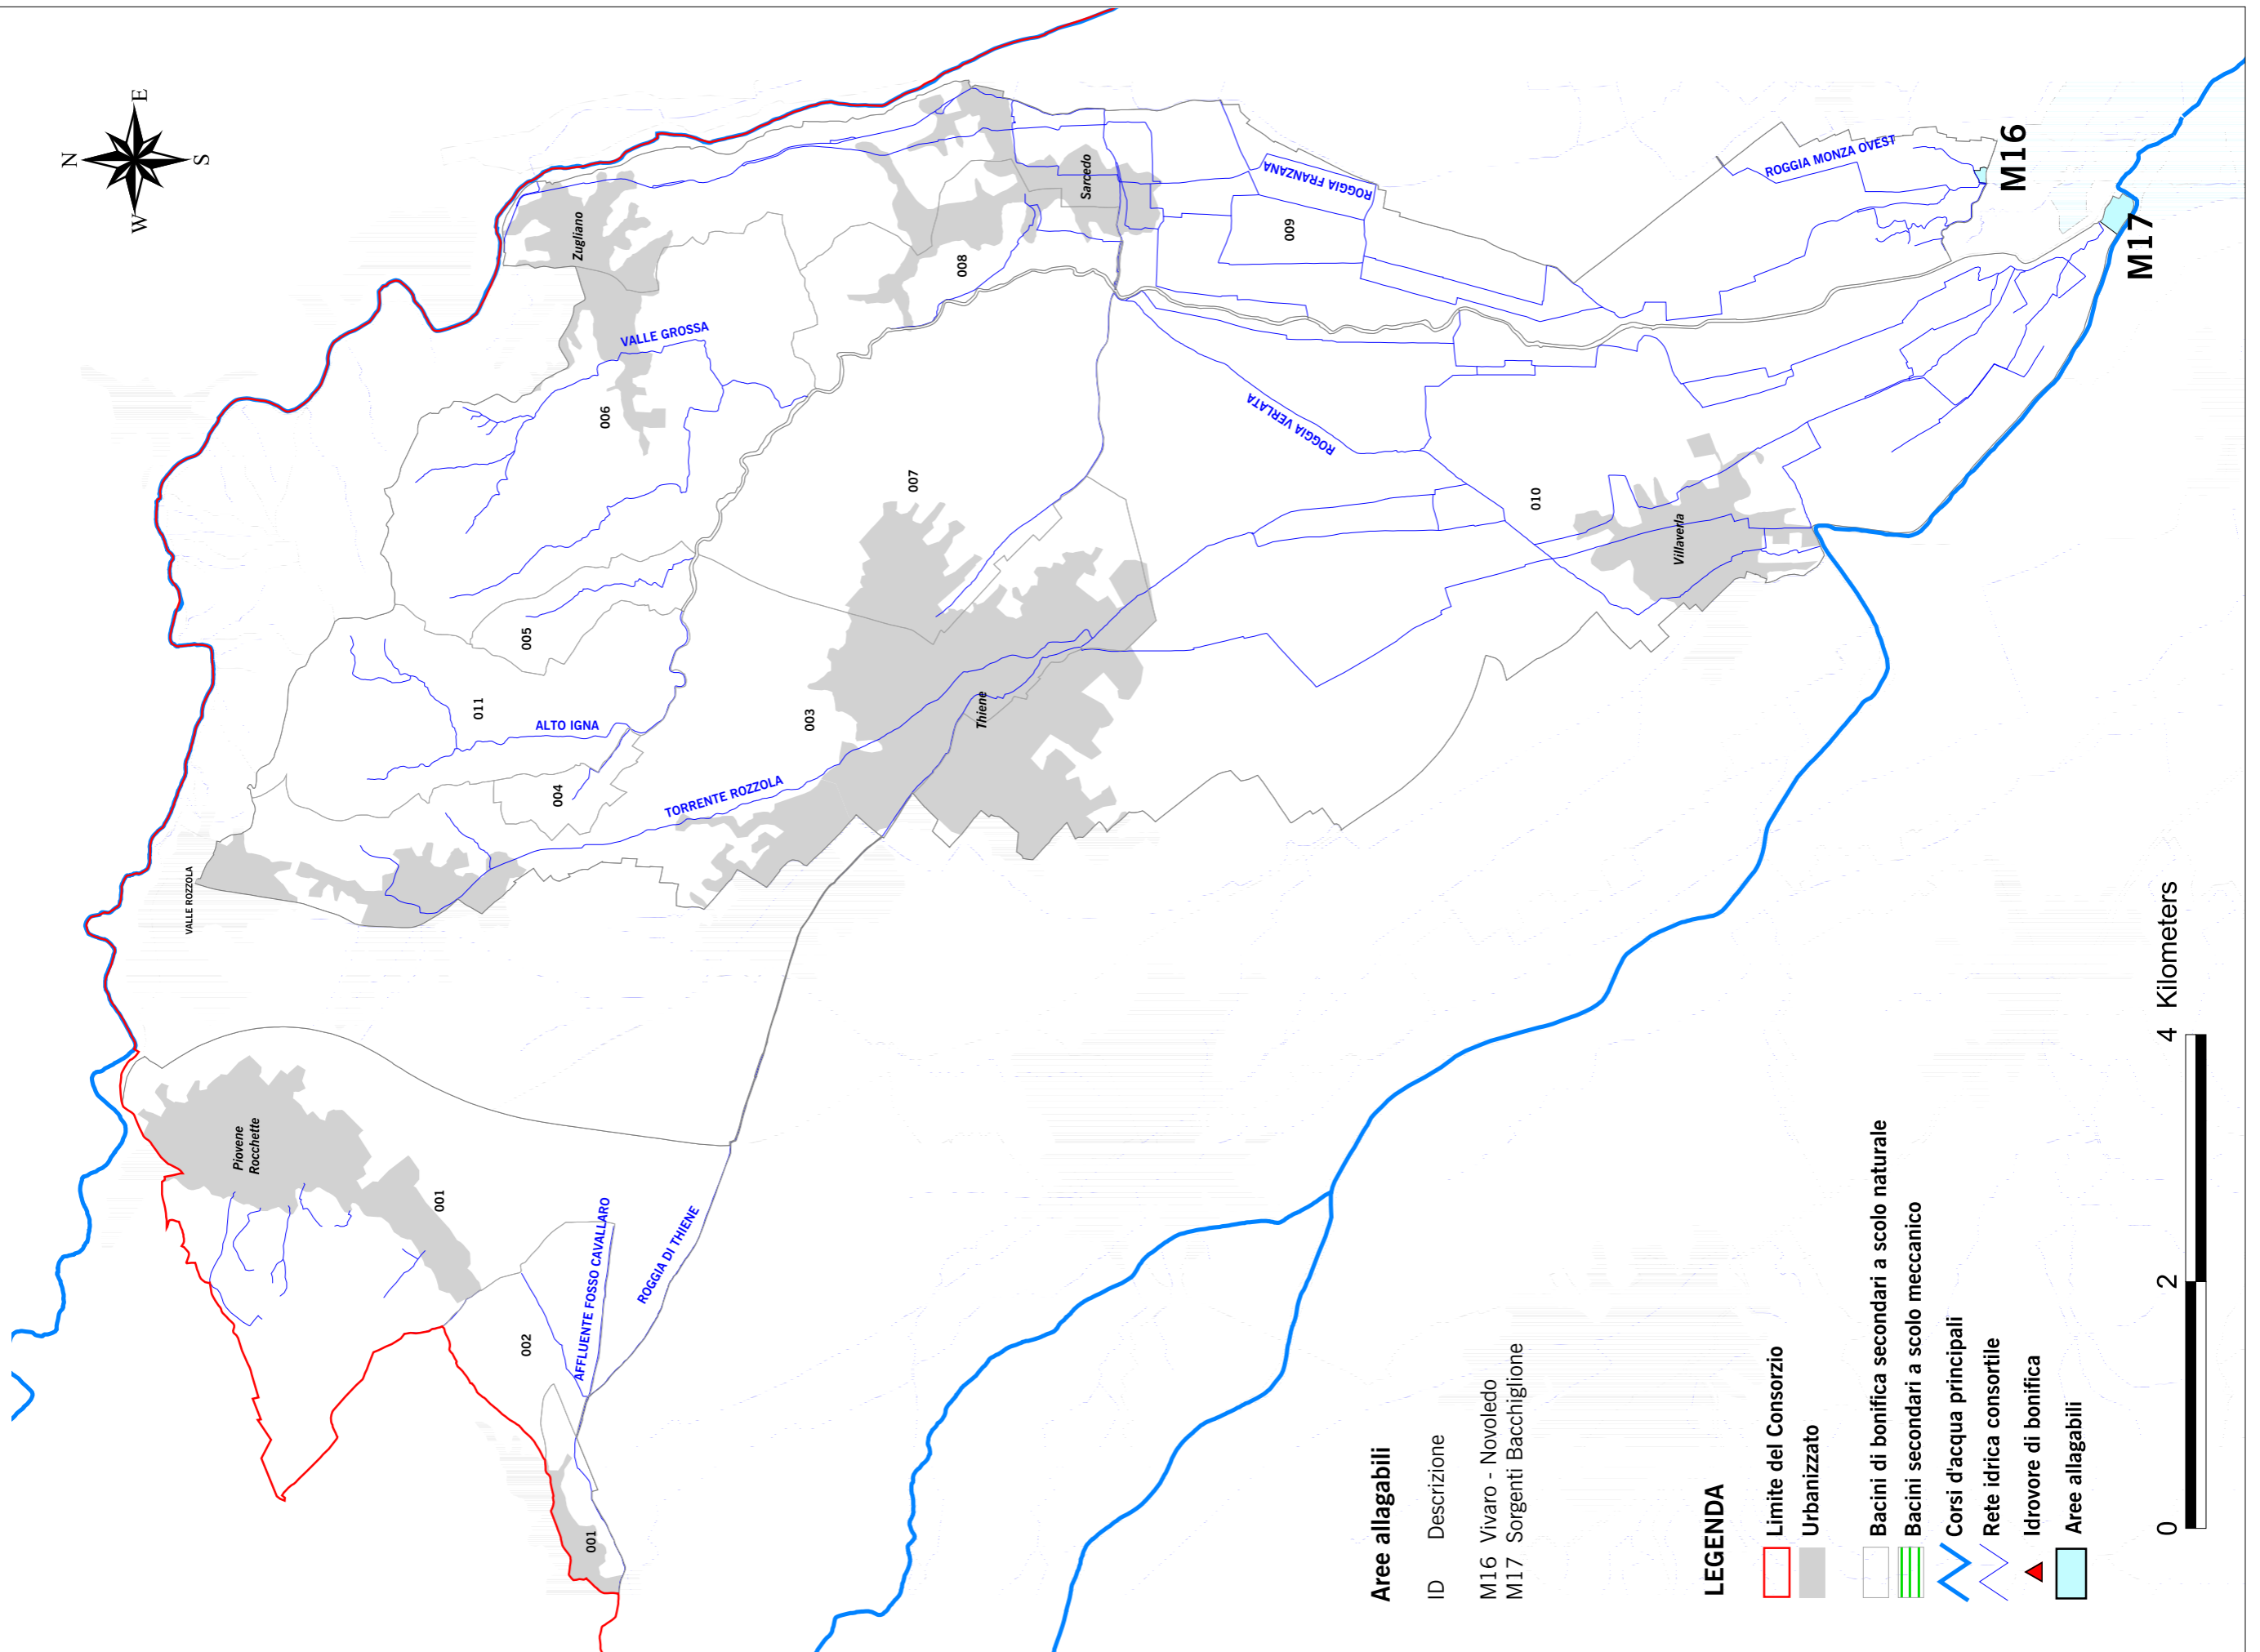 N
E
S
W
VALLE ROZZOLA
Piovene
Rocchette
001
001
002
AFFLUENTE FOSSO CAVALLARO
ROGGIA DI THIENE
011
ALTO IGNA
004
005
TORRENTE ROZZOLA
003
Thiene
Zugliano
VALLE GROSSA
006
007
008
Sarcedo
009
ROGGIA FRANZANA
ROGGIA VERLATA
010
Villaverla
ROGGIA MONZA OVEST
M16
M17
Aree allagabili
ID Descrizione
M16 Vivaro - Novoledo
M17 Sorgenti Bacchiglione
LEGENDA
Limite del Consorzio
Urbanizzato
Bacini di bonifica secondari a scolo naturale
Bacini secondari a scolo meccanico
Corsi d'acqua principali
Rete idrica consortile
Idrovore di bonifica
Aree allagabili
0 2 4 Kilometers